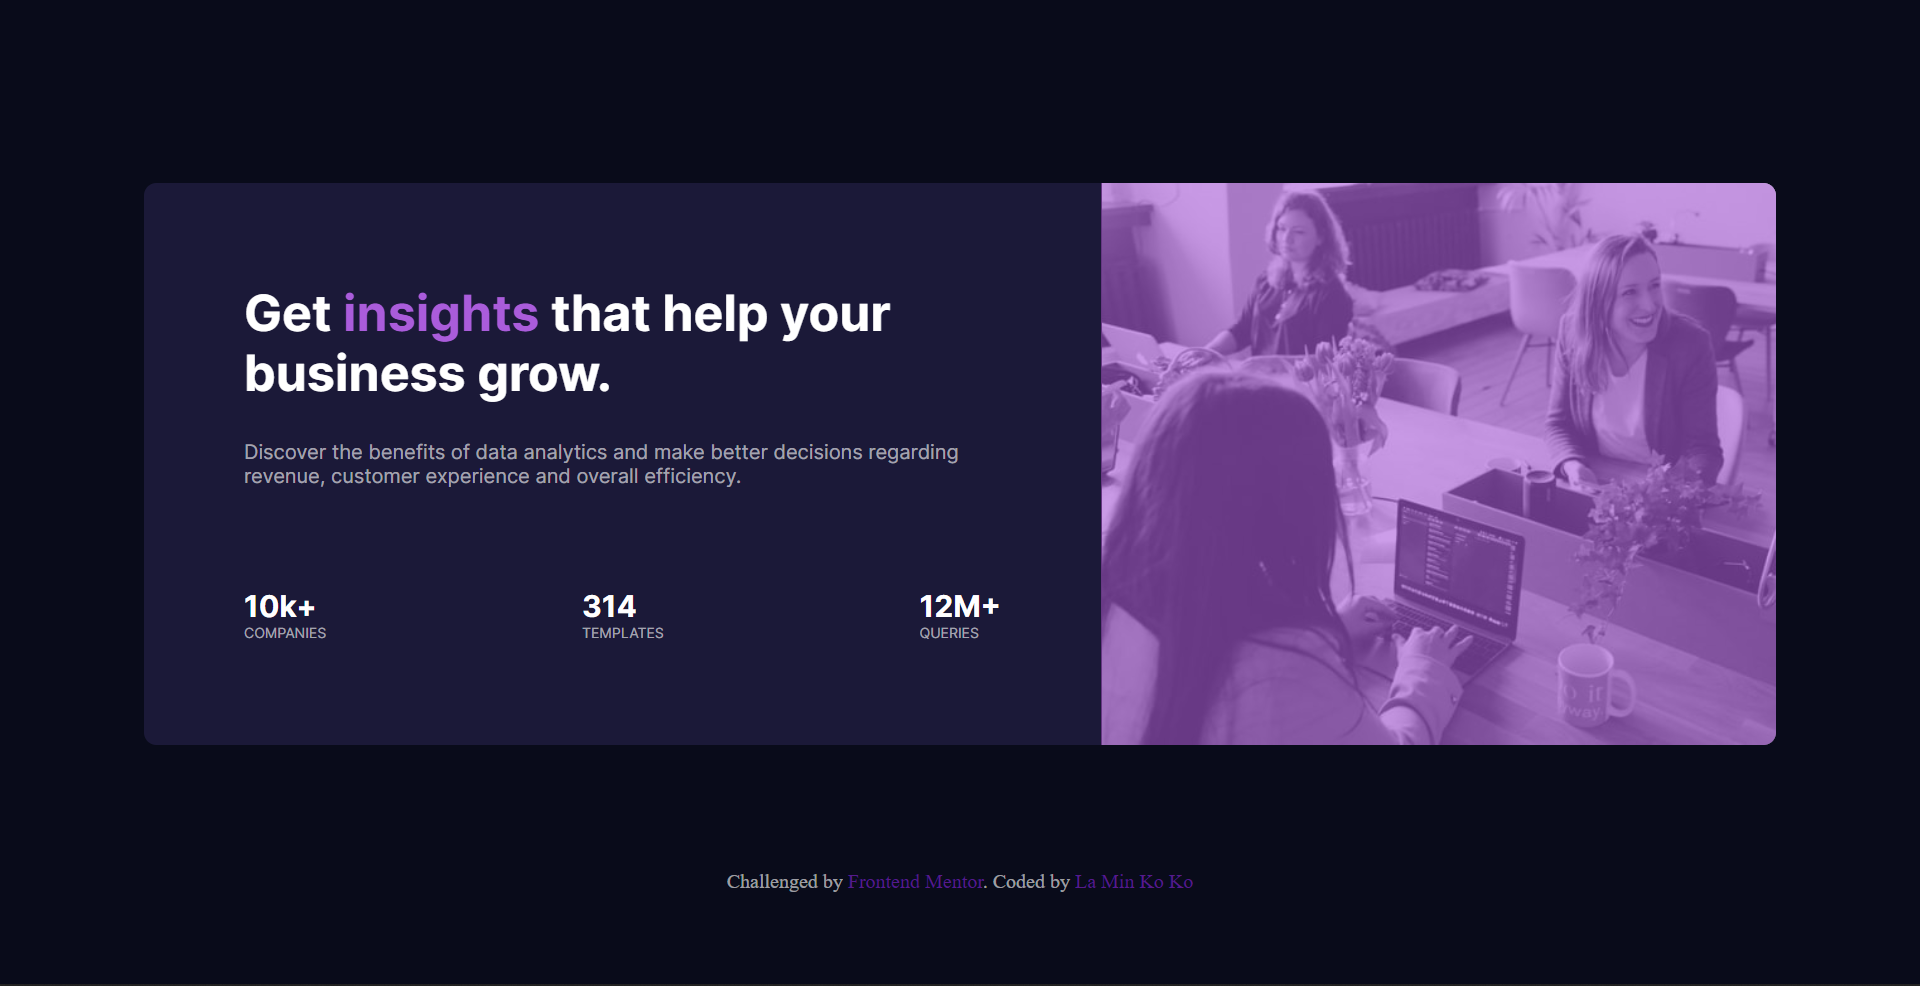 Get insights that help your
business grow.
Discover the benefits of data analytics and make better decisions regarding
revenue, customer experience and overall efficiency.
10k+
COMPANIES
314
TEMPLATES
12M+
QUERIES
Challenged by Frontend Mentor. Coded by La Min Ko Ko